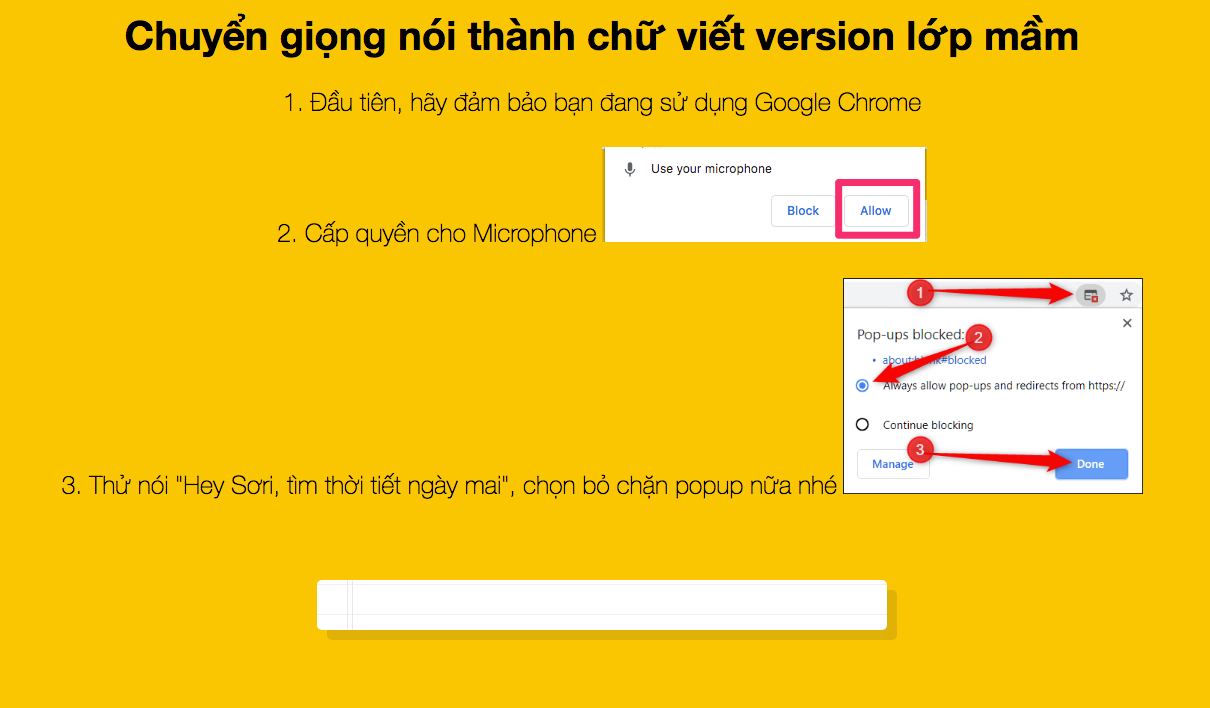 Chuyển giọng nói thành chữ viết version lớp mầm
1. Đầu tiên, hãy đảm bảo bạn đang sử dụng Google Chrome
Use your microphone
Block
Allow
2. Cấp quyền cho Microphone
1
Pop-ups blocked:
2
Always allow pop-ups and redirects from https://
Continue blocking
3
Manage
Done
3. Thử nói "Hey Sơri, tìm thời tiết ngày mai", chọn bỏ chặn popup nữa nhé